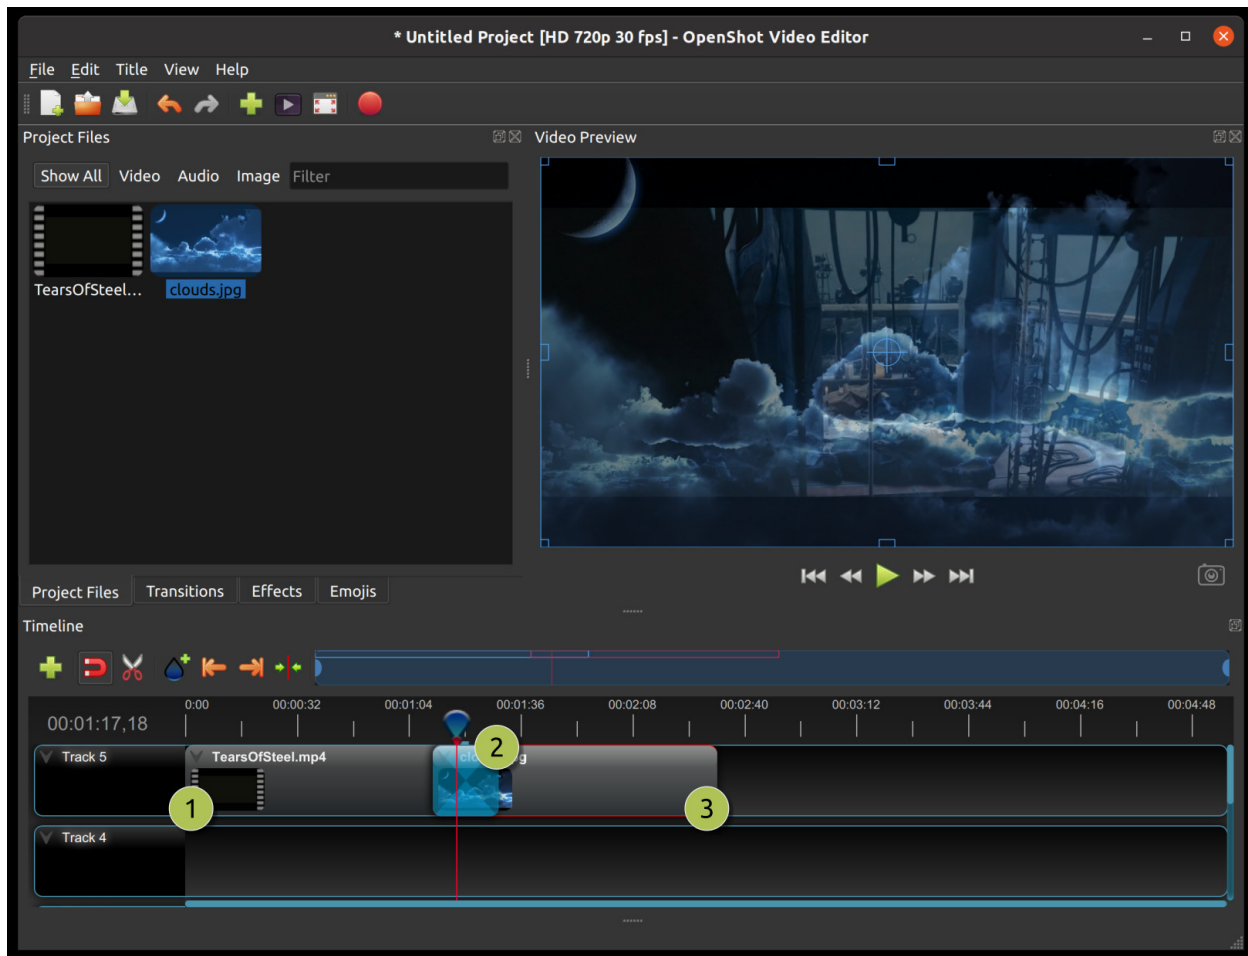 * Untitled Project [HD 720p 30 fps] - OpenShot Video Editor
File Edit Title View Help
Project Files
Video Preview
Show All Video Audio Image Filter
TearsOfSteel... clouds.jpg
Project Files Transitions Effects Emojis
Timeline
0:00 00:00:32 00:01:04 00:01:36 00:02:08 00:02:40 00:03:12 00:03:44 00:04:16 00:04:48
00:01:17,18
Track 5 TearsOfSteel.mp4 2
1 3
Track 4